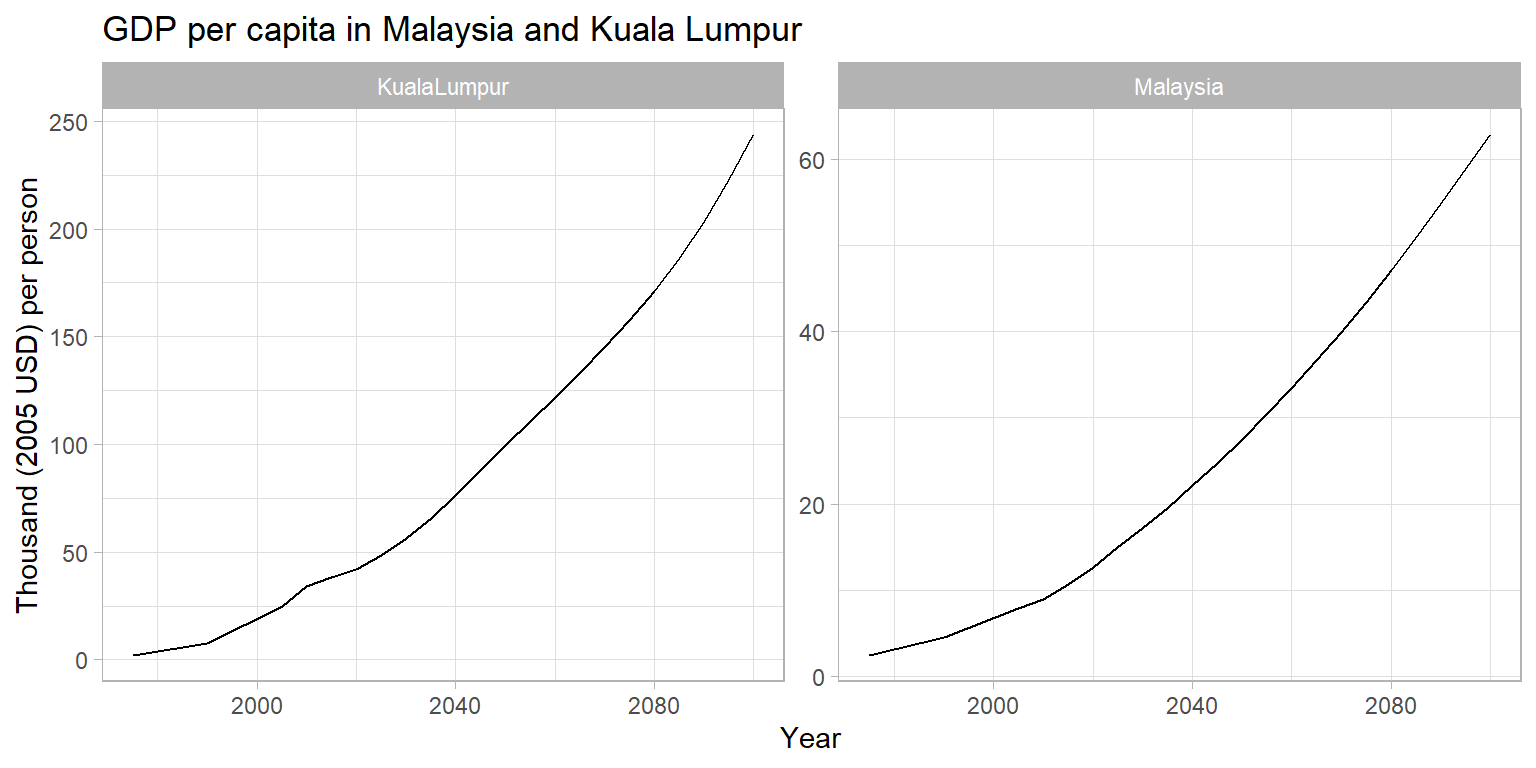 GDP per capita in Malaysia and Kuala Lumpur
KualaLumpur
Malaysia
Thousand (2005 USD) per person
250
200
150
100
50
0
60
40
20
0
2000 2040 2080
2000 2040 2080
Year